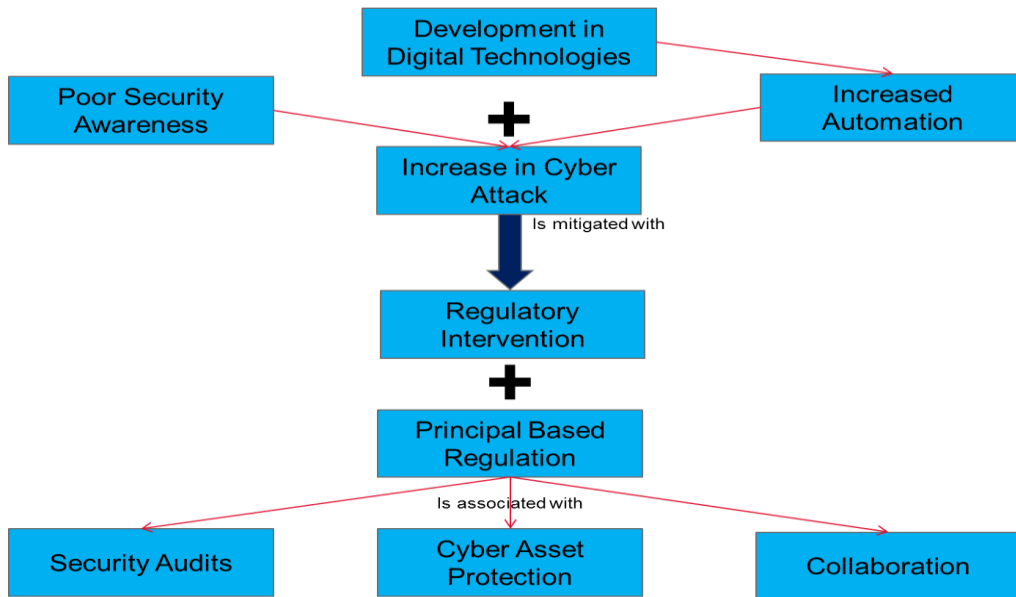 Development in
Digital Technologies
Poor Security
Awareness
Increased
Automation
Increase in Cyber
Attack
Is mitigated with
Regulatory
Intervention
Principal Based
Regulation
Is associated with
Security Audits
Cyber Asset
Protection
Collaboration